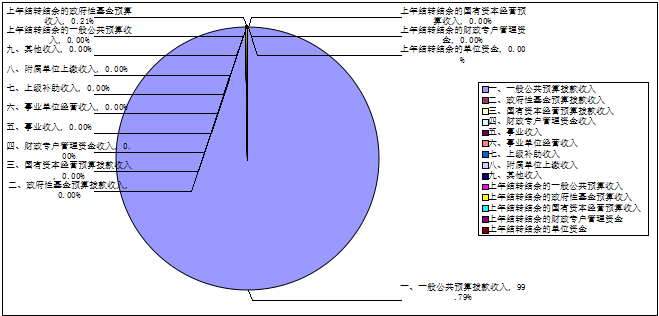 上年结转结余的政府性基金预算
收入, 0.21%
上年结转结余的一般公共预算收
入, 0.00%
九、其他收入, 0.00%
八、附属单位上缴收入, 0.00%
七、上级补助收入, 0.00%
六、事业单位经营收入, 0.00%
五、事业收入, 0.00%
四、财政专户管理资金收入, 0.
00%
三、国有资本经营预算拨款收入
, 0.00%
二、政府性基金预算拨款收入,
0.00%
上年结转结余的国有资本经营预
算收入, 0.00%
上年结转结余的财政专户管理资
金, 0.00%
上年结转结余的单位资金, 0.00
%
一、一般公共预算拨款收入, 99
.79%
一、一般公共预算拨款收入
二、政府性基金预算拨款收入
三、国有资本经营预算拨款收入
四、财政专户管理资金收入
五、事业收入
六、事业单位经营收入
七、上级补助收入
八、附属单位上缴收入
九、其他收入
上年结转结余的一般公共预算收入
上年结转结余的政府性基金预算收入
上年结转结余的国有资本经营预算收入
上年结转结余的财政专户管理资金
上年结转结余的单位资金